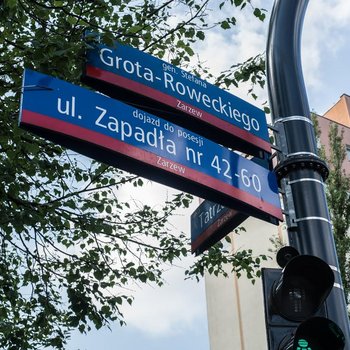 gen. Stefana
Grota-Roweckiego
Zarzew
dojazd do posesji
ul. Zapadła nr 42-60
Zarzew